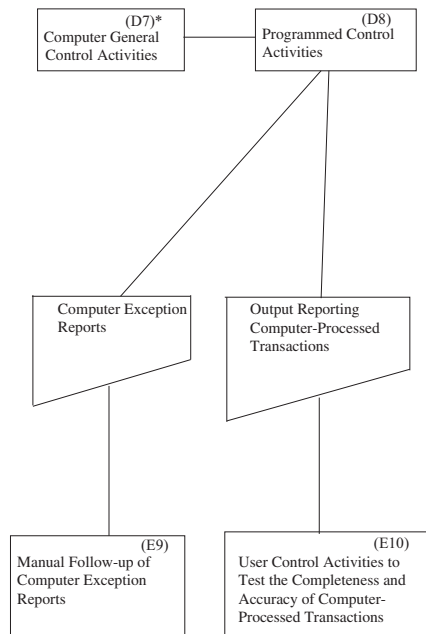 (D7)*
Computer General
Control Activities
(D8)
Programmed Control
Activities
Computer Exception
Reports
Output Reporting
Computer-Processed
Transactions
(E9)
Manual Follow-up of
Computer Exception
Reports
(E10)
User Control Activities to
Test the Completeness and
Accuracy of Computer-
Processed Transactions